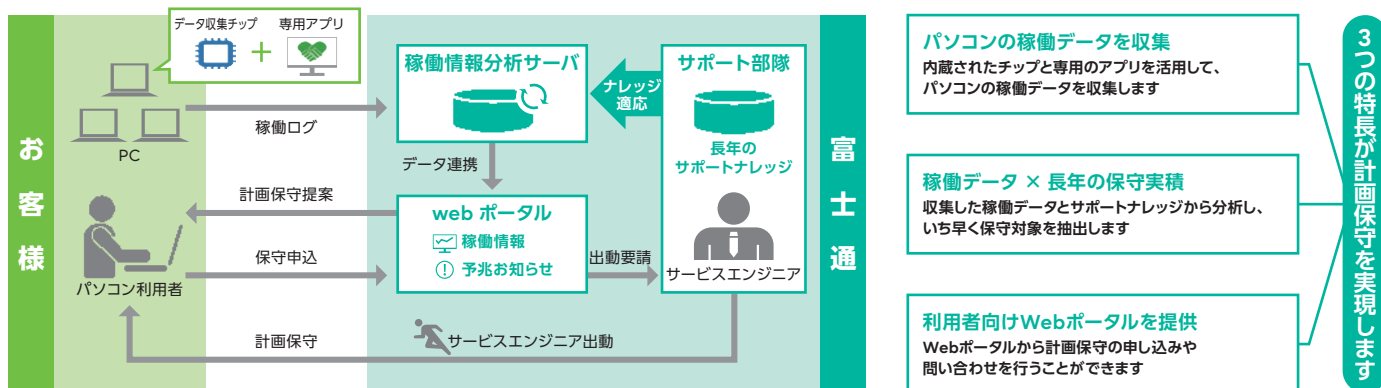 データ収集チップ
専用アプリ
＋
お客様
PC
稼働ログ
稼働情報分析サーバ
ナレッジ
適応
サポート部隊
長年の
サポートナレッジ
データ連携
計画保守提案
web ポータル
稼働情報
予兆お知らせ
保守申込
出動要請
サービスエンジニア
パソコン利用者
計画保守
サービスエンジニア出動
富士通
パソコンの稼働データを収集
内蔵されたチップと専用のアプリを活用して、
パソコンの稼働データを収集します
稼働データ × 長年の保守実積
収集した稼働データとサポートナレッジから分析し、
いち早く保守対象を抽出します
利用者向けWebポータルを提供
Webポータルから計画保守の申し込みや
問い合わせを行うことができます
3つの特長が計画保守を実現します